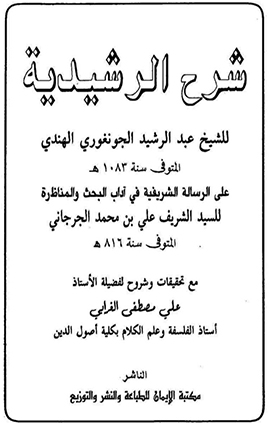 شرح الرشيدية
للشيخ عبد الرشيد الجونغوري الهندي
المتوفى سنة ١٠٨٣ هـ
على الرسالة الشريفية في آداب البحث والمناظرة
للسيد الشريف علي بن محمد الجرجاني
المتوفى سنة ٨١٦ هـ
مع تحقيقات وشروح لفضيلة الأستاذ
علي مصطفى الغرابي
أستاذ الفلسفة وعلم الكلام بكلية أصول الدين
الناشر
مكتبة الإيمان للطباعة والنشر والتوزيع